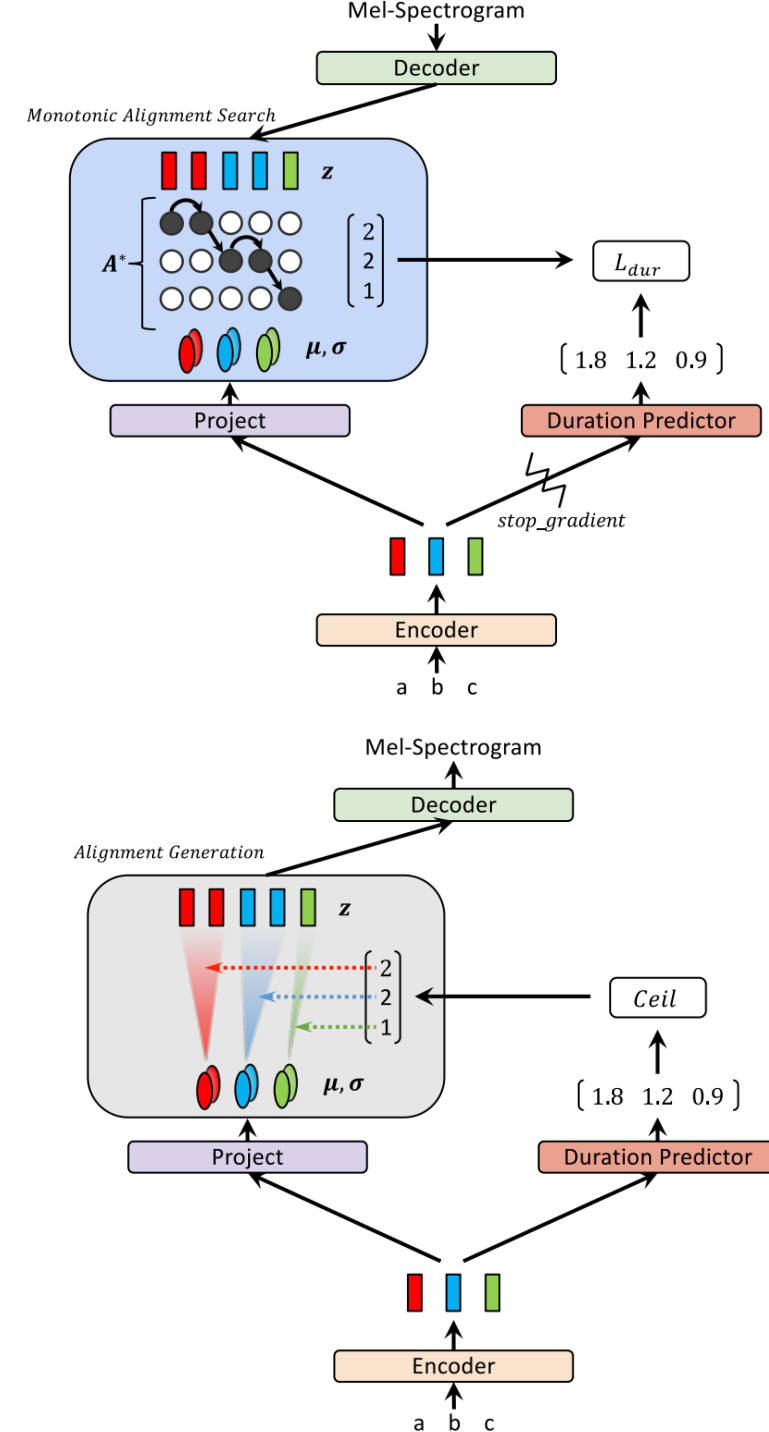 Mel-Spectrogram
Decoder
Monotonic Alignment Search
z
A*
2
2
1
L_dur
μ, σ
[1.8 1.2 0.9]
Project
Duration Predictor
stop_gradient
Encoder
a b c
Mel-Spectrogram
Decoder
Alignment Generation
z
2
2
1
Ceil
μ, σ
[1.8 1.2 0.9]
Project
Duration Predictor
Encoder
a b c